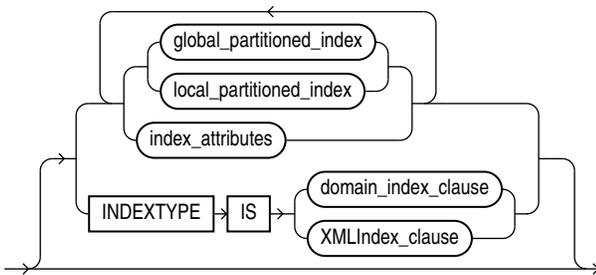 global_partitioned_index
local_partitioned_index
index_attributes
domain_index_clause
INDEXTYPE IS
XMLIndex_clause